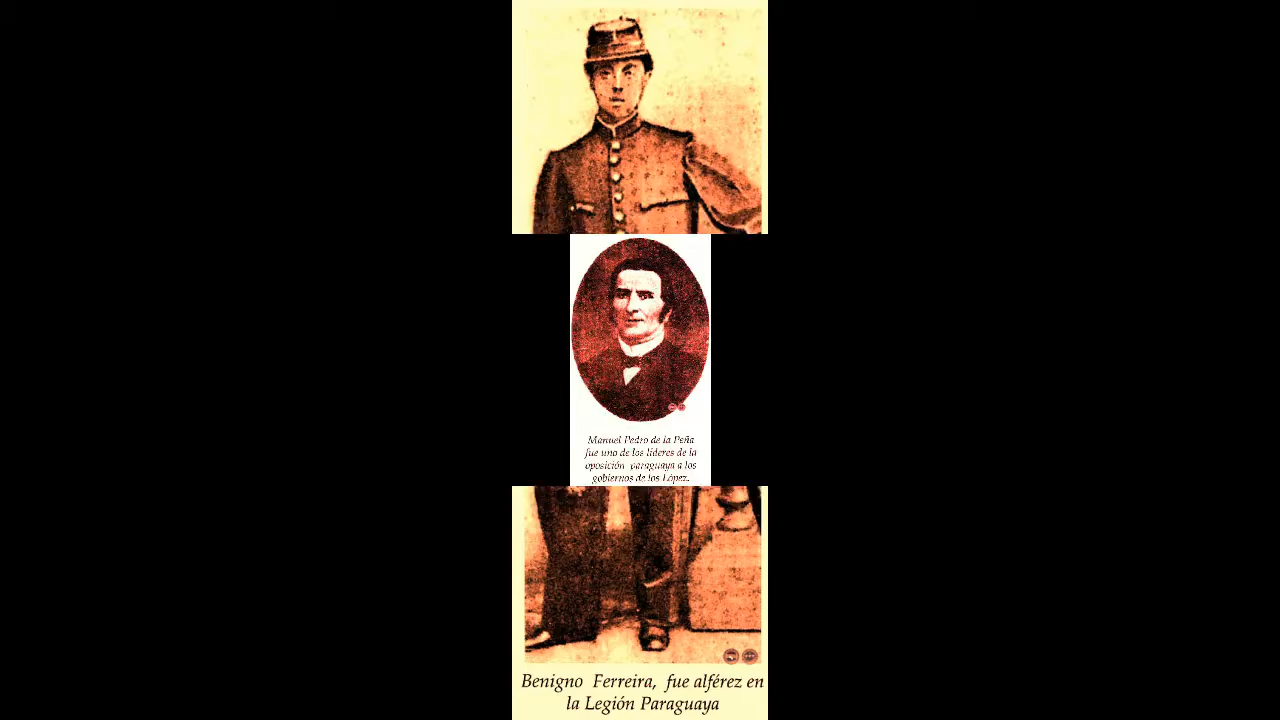 Manuel Pedro de la Peña
fue uno de los líderes de la
oposición paraguaya a los
gobiernos de los López.
Benigno Ferreira, fue alférez en
la Legión Paraguaya